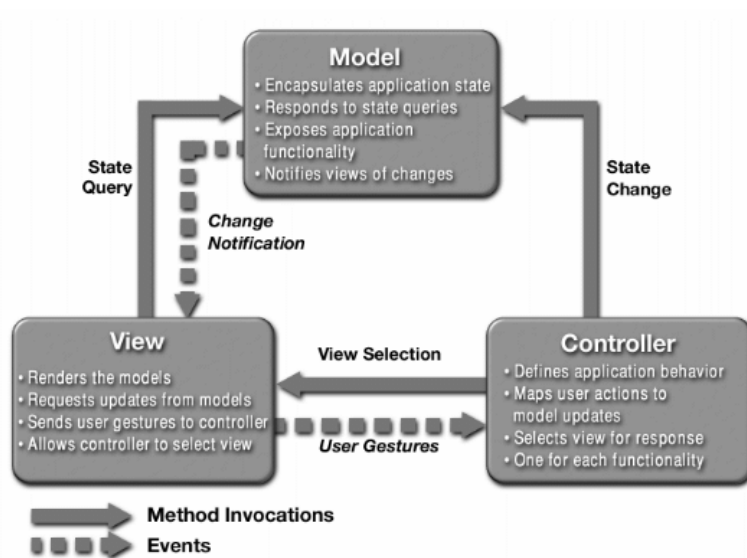 Model
• Encapsulates application state
• Responds to state queries
• Exposes application
functionality
• Notifies views of changes
State
Query
State
Change
Change
Notification
View
• Renders the models
• Requests updates from models
• Sends user gestures to controller
• Allows controller to select view
View Selection
User Gestures
Controller
• Defines application behavior
• Maps user actions to
model updates
• Selects view for response
• One for each functionality
Method Invocations
Events